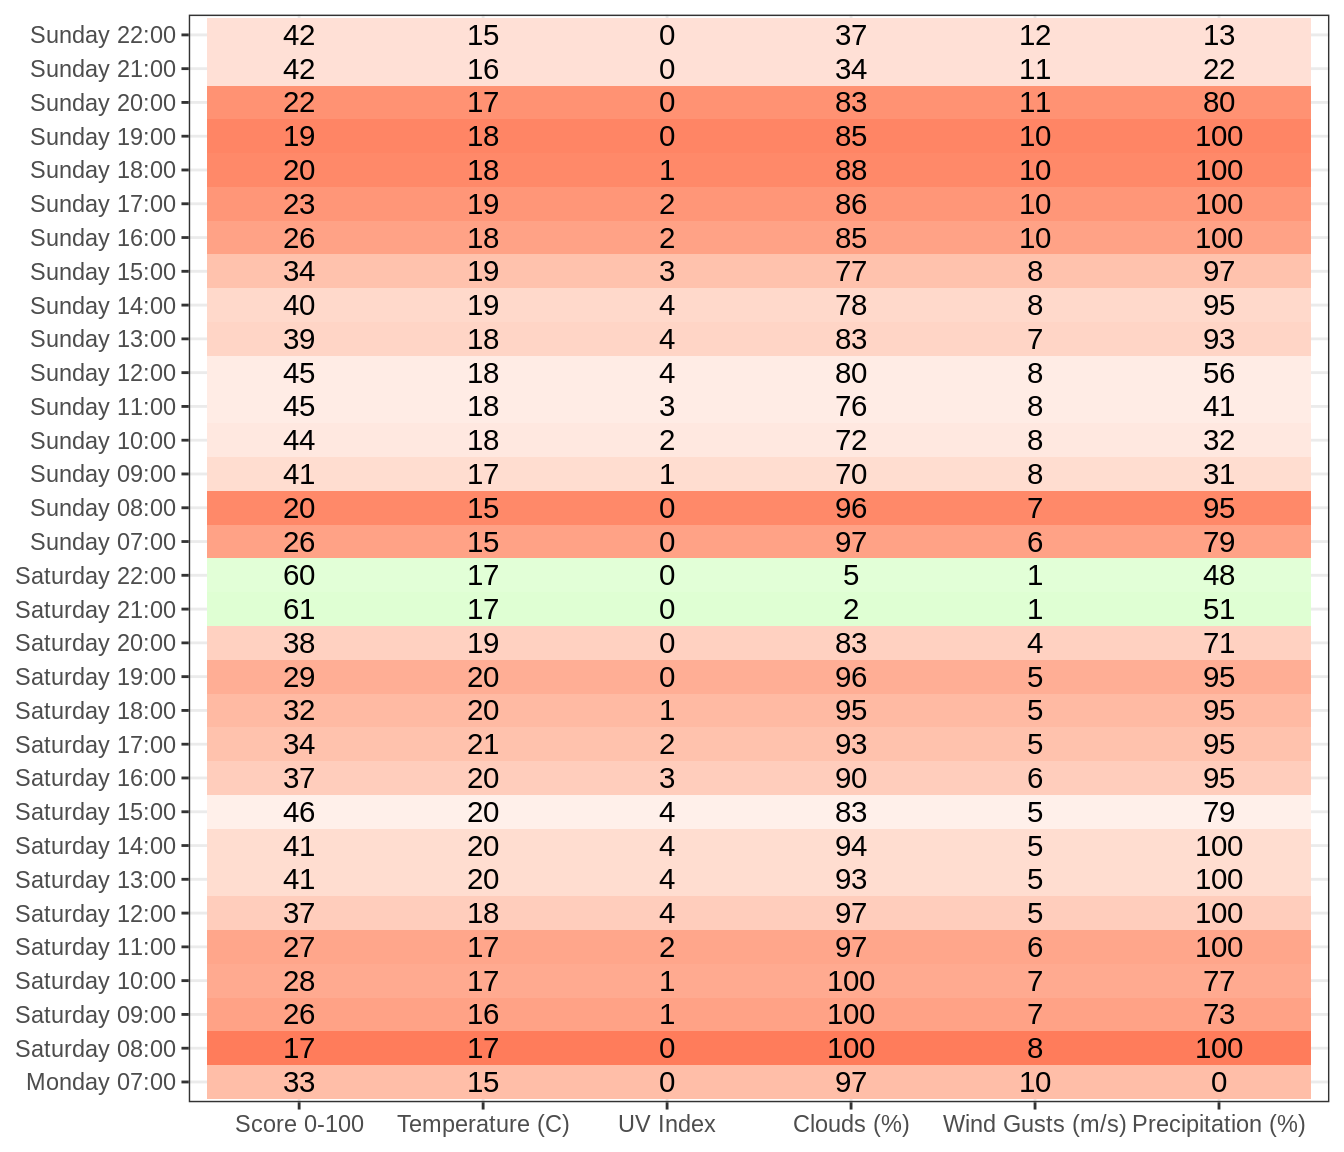 Sunday 22:00 42 15 0 37 12 13
Sunday 21:00 42 16 0 34 11 22
Sunday 20:00 22 17 0 83 11 80
Sunday 19:00 19 18 0 85 10 100
Sunday 18:00 20 18 1 88 10 100
Sunday 17:00 23 19 2 86 10 100
Sunday 16:00 26 18 2 85 10 100
Sunday 15:00 34 19 3 77 8 97
Sunday 14:00 40 19 4 78 8 95
Sunday 13:00 39 18 4 83 7 93
Sunday 12:00 45 18 4 80 8 56
Sunday 11:00 45 18 3 76 8 41
Sunday 10:00 44 18 2 72 8 32
Sunday 09:00 41 17 1 70 8 31
Sunday 08:00 20 15 0 96 7 95
Sunday 07:00 26 15 0 97 6 79
Saturday 22:00 60 17 0 5 1 48
Saturday 21:00 61 17 0 2 1 51
Saturday 20:00 38 19 0 83 4 71
Saturday 19:00 29 20 0 96 5 95
Saturday 18:00 32 20 1 95 5 95
Saturday 17:00 34 21 2 93 5 95
Saturday 16:00 37 20 3 90 6 95
Saturday 15:00 46 20 4 83 5 79
Saturday 14:00 41 20 4 94 5 100
Saturday 13:00 41 20 4 93 5 100
Saturday 12:00 37 18 4 97 5 100
Saturday 11:00 27 17 2 97 6 100
Saturday 10:00 28 17 1 100 7 77
Saturday 09:00 26 16 1 100 7 73
Saturday 08:00 17 17 0 100 8 100
Monday 07:00 33 15 0 97 10 0
Score 0-100 Temperature (C) UV Index Clouds (%) Wind Gusts (m/s) Precipitation (%)